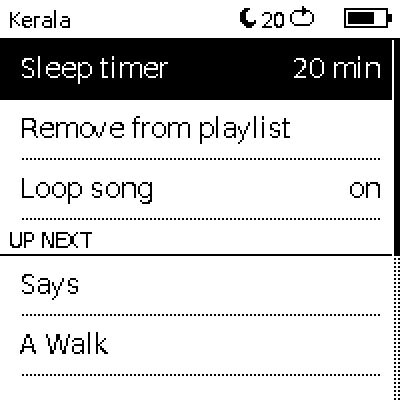 Kerala 20
Sleep timer 20 min
Remove from playlist
Loop song on
UP NEXT
Says
A Walk